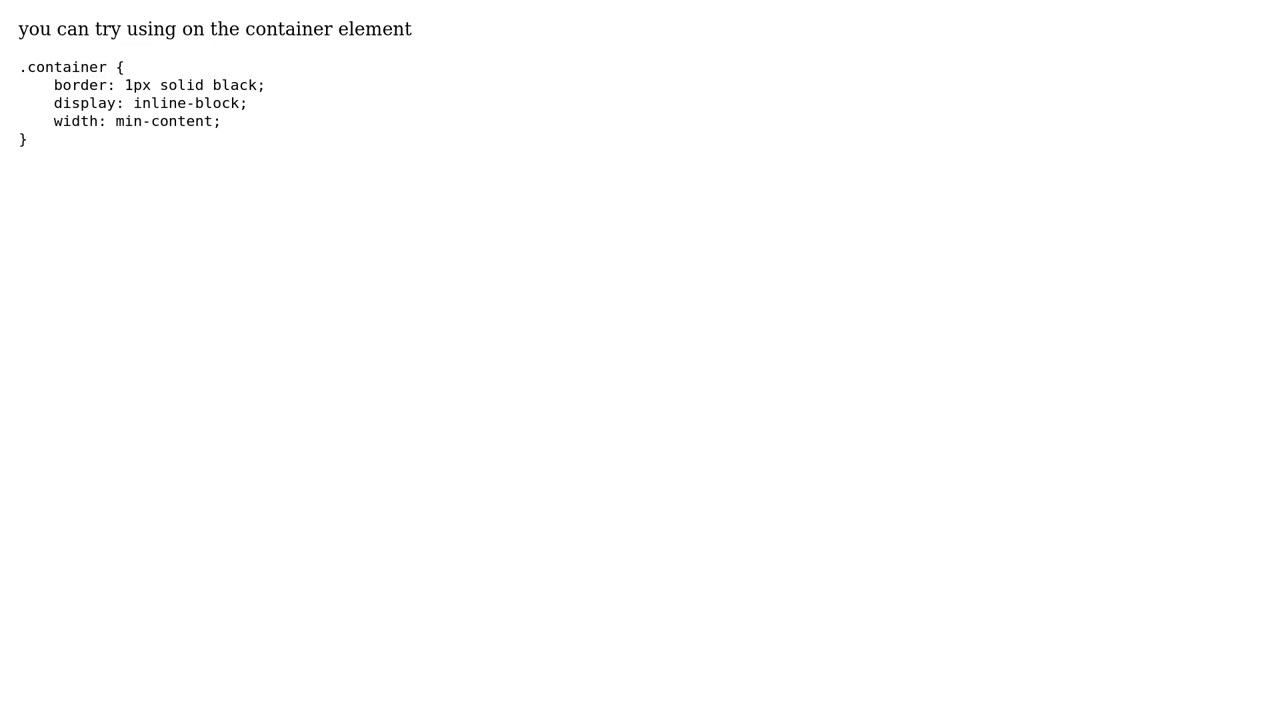 you can try using on the container element
.container {
    border: 1px solid black;
    display: inline-block;
    width: min-content;
}